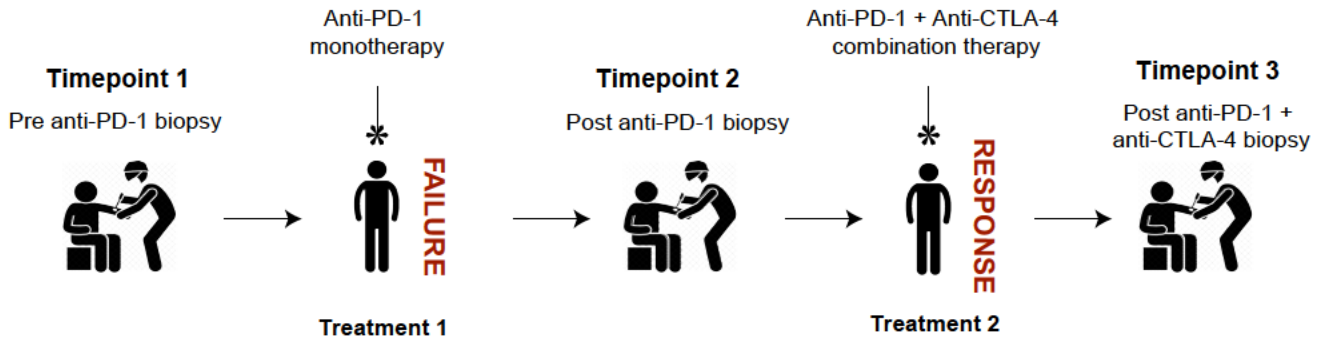 Timepoint 1
Pre anti-PD-1 biopsy
Anti-PD-1
monotherapy
*
FAILURE
Treatment 1
Timepoint 2
Post anti-PD-1 biopsy
Anti-PD-1 + Anti-CTLA-4
combination therapy
*
RESPONSE
Treatment 2
Timepoint 3
Post anti-PD-1 +
anti-CTLA-4 biopsy